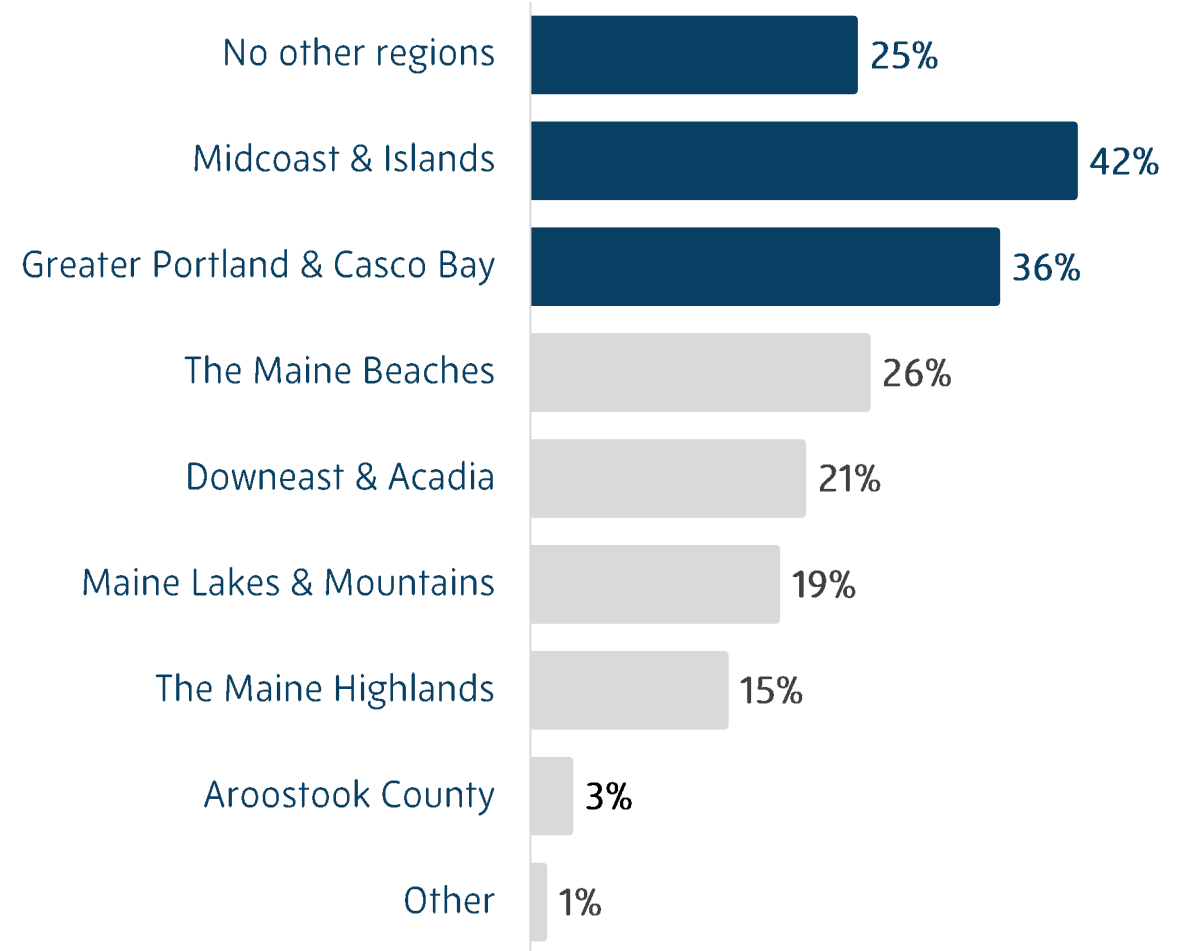 No other regions 25%
Midcoast & Islands 42%
Greater Portland & Casco Bay 36%
The Maine Beaches 26%
Downeast & Acadia 21%
Maine Lakes & Mountains 19%
The Maine Highlands 15%
Aroostook County 3%
Other 1%